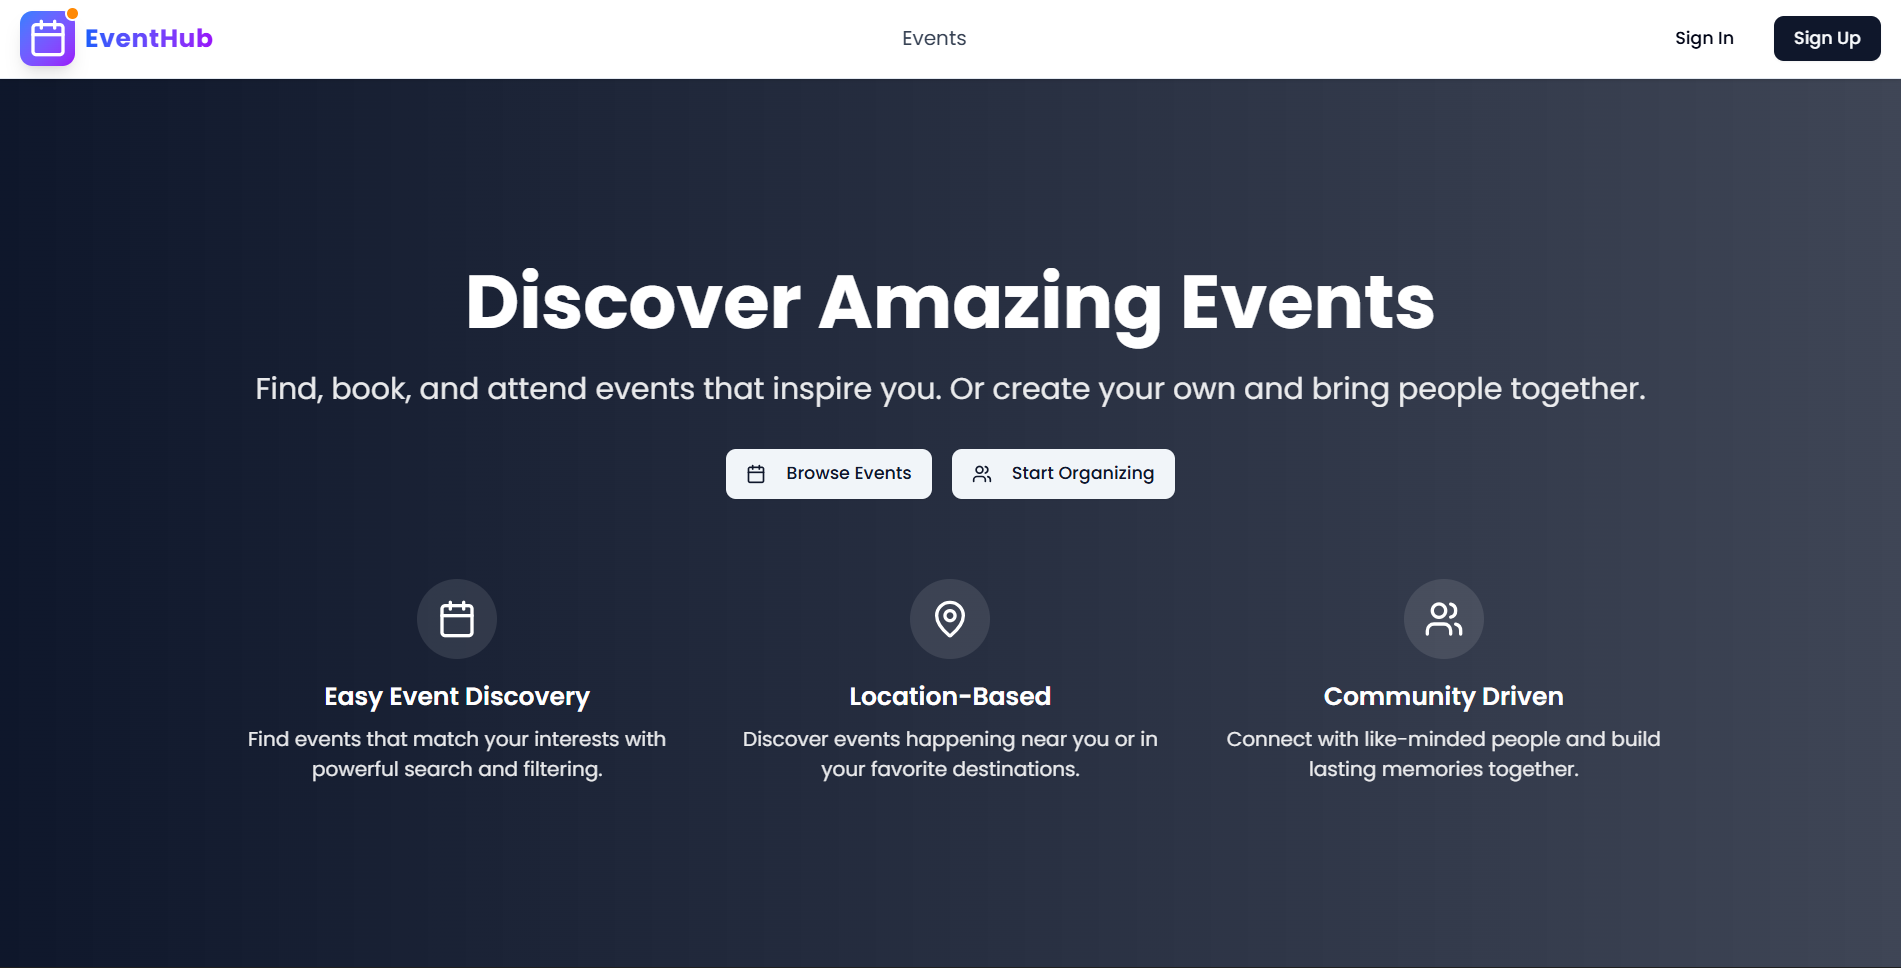 EventHub
Events
Sign In
Sign Up
Discover Amazing Events
Find, book, and attend events that inspire you. Or create your own and bring people together.
Browse Events
Start Organizing
Easy Event Discovery
Find events that match your interests with
powerful search and filtering.
Location-Based
Discover events happening near you or in
your favorite destinations.
Community Driven
Connect with like-minded people and build
lasting memories together.